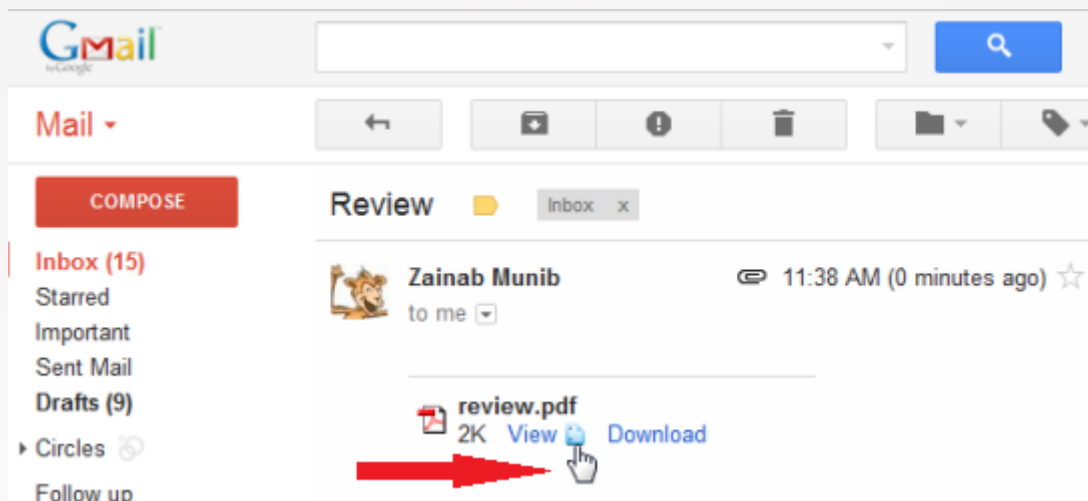 Gmail
by Google
Mail
COMPOSE
Review Inbox x
Inbox (15)
Starred
Important
Sent Mail
Drafts (9)
Circles
Follow up
Zainab Munib 11:38 AM (0 minutes ago)
to me
review.pdf
2K View Download